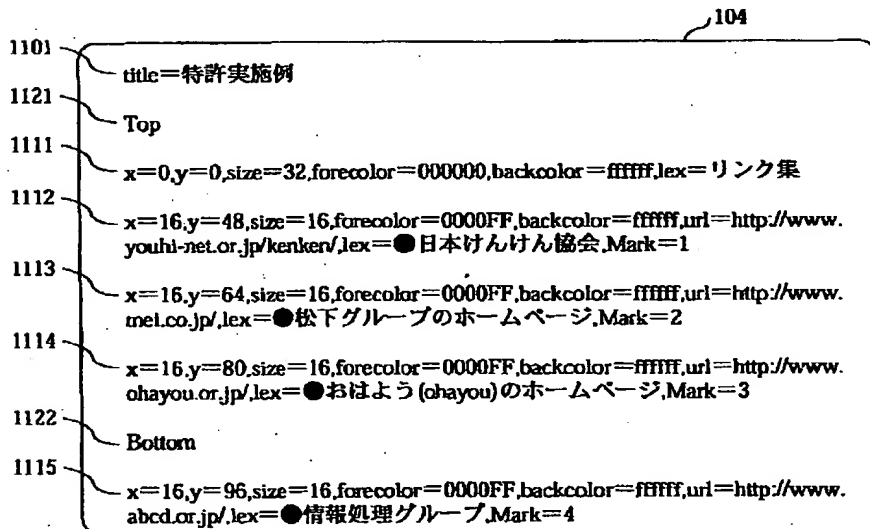 104
1101
title=特許実施例
1121
Top
1111
x=0,y=0,size=32,forecolor=000000,backcolor=ffffff,lex=リンク集
1112
x=16,y=48,size=16,forecolor=0000FF,backcolor=ffffff,url=http://www.
youhi-net.or.jp/kenken/,lex=●日本けんけん協会,Mark=1
1113
x=16,y=64,size=16,forecolor=0000FF,backcolor=ffffff,url=http://www.
mei.co.jp/,lex=●松下グループのホームページ,Mark=2
1114
x=16,y=80,size=16,forecolor=0000FF,backcolor=ffffff,url=http://www.
ohayou.or.jp/,lex=●おはよう(ohayou)のホームページ,Mark=3
1122
Bottom
1115
x=16,y=96,size=16,forecolor=0000FF,backcolor=ffffff,url=http://www.
abcd.or.jp/,lex=●情報処理グループ,Mark=4